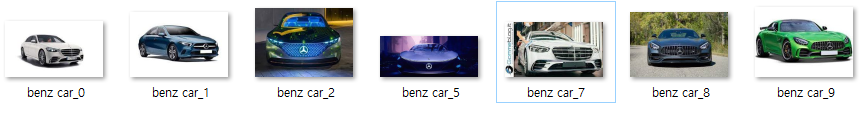 benz car_0
benz car_1
benz car_2
benz car_5
benz car_7
benz car_8
benz car_9